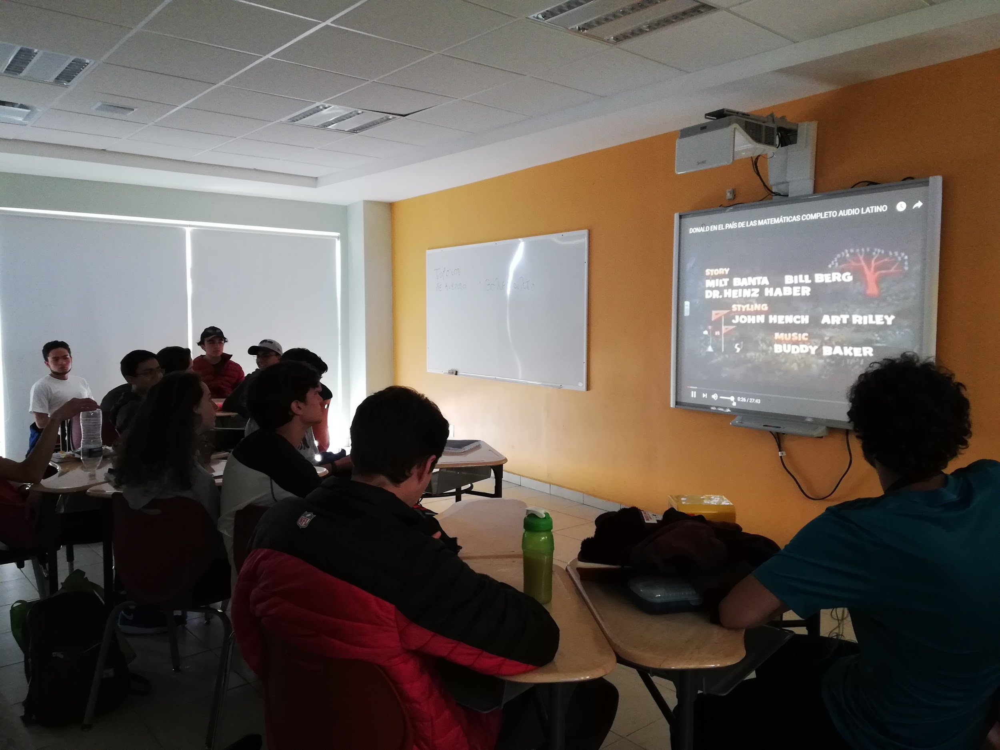 DONALD EN EL PAÍS DE LAS MATEMÁTICAS COMPLETO AUDIO LATINO
STORY
MILT BANTA BILL BERG
DR. HEINZ HABER
STYLING
JOHN HENCH ART RILEY
MUSIC
BUDDY BAKER
0:26 / 27:43
SMART
NFL